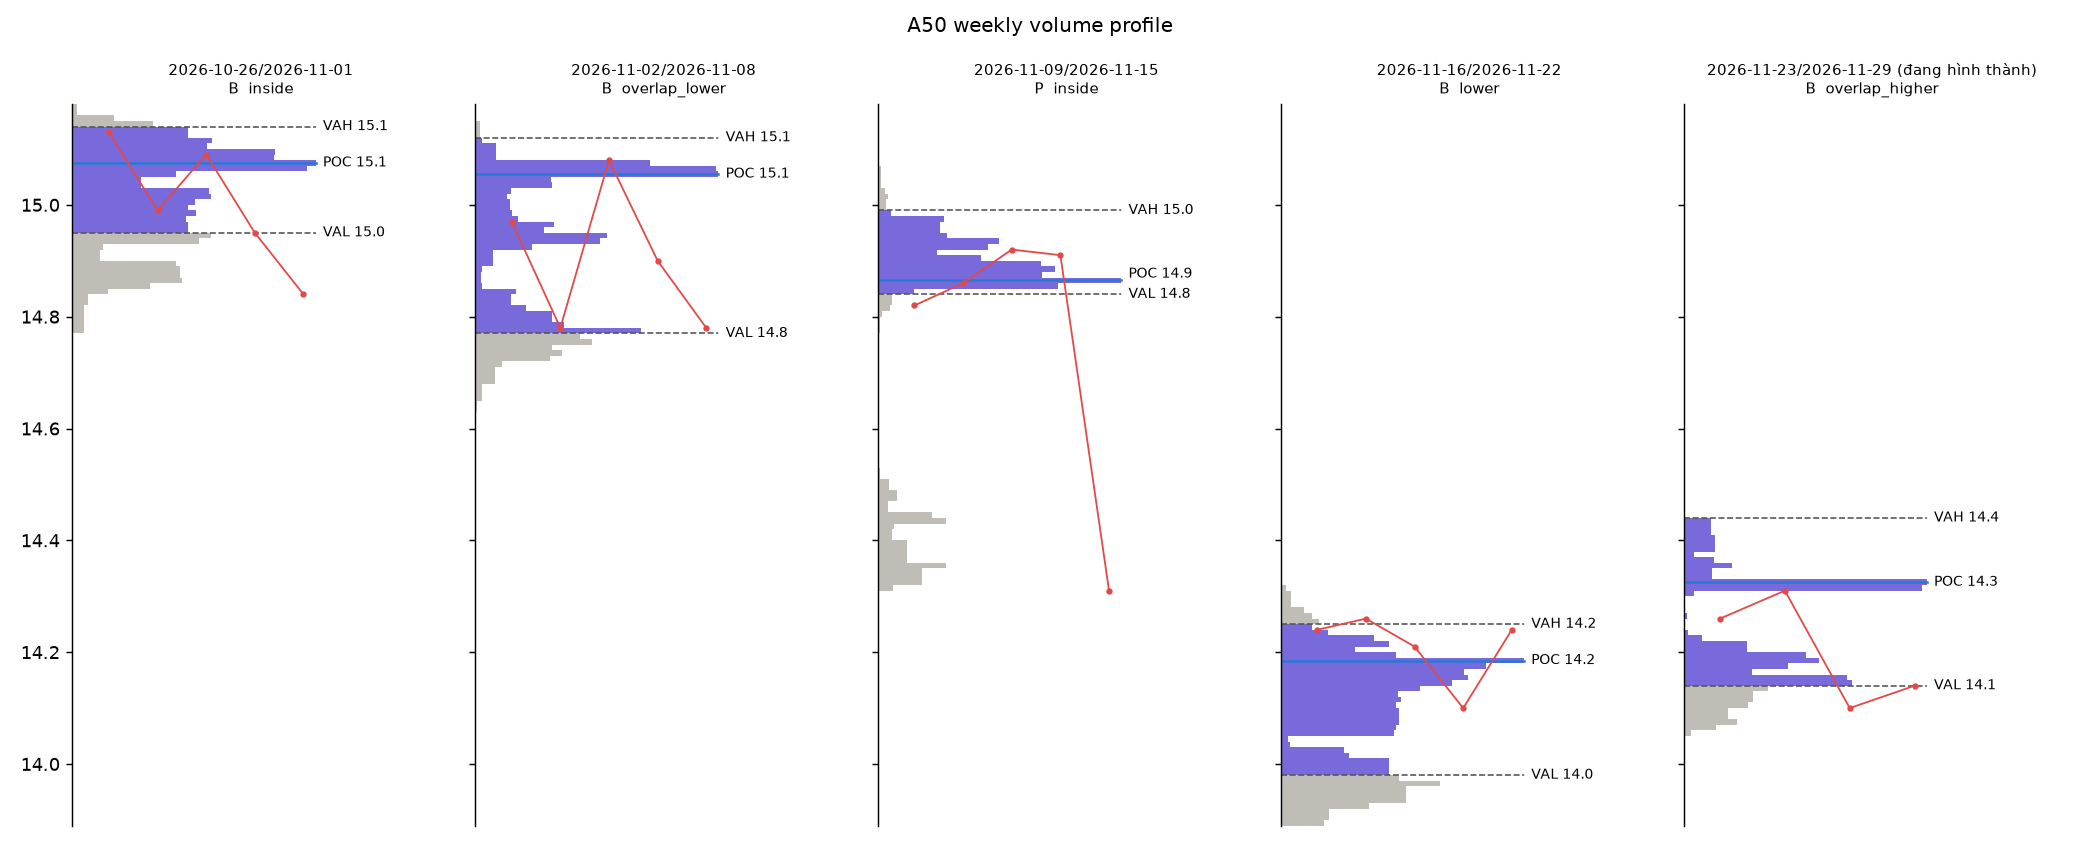 A50 weekly volume profile
2026-10-26/2026-11-01
B  inside
VAH 15.1
POC 15.1
VAL 15.0
15.0
14.8
14.6
14.4
14.2
14.0
2026-11-02/2026-11-08
B  overlap_lower
VAH 15.1
POC 15.1
VAL 14.8
2026-11-09/2026-11-15
P  inside
VAH 15.0
POC 14.9
VAL 14.8
2026-11-16/2026-11-22
B  lower
VAH 14.2
POC 14.2
VAL 14.0
2026-11-23/2026-11-29 (đang hình thành)
B  overlap_higher
VAH 14.4
POC 14.3
VAL 14.1